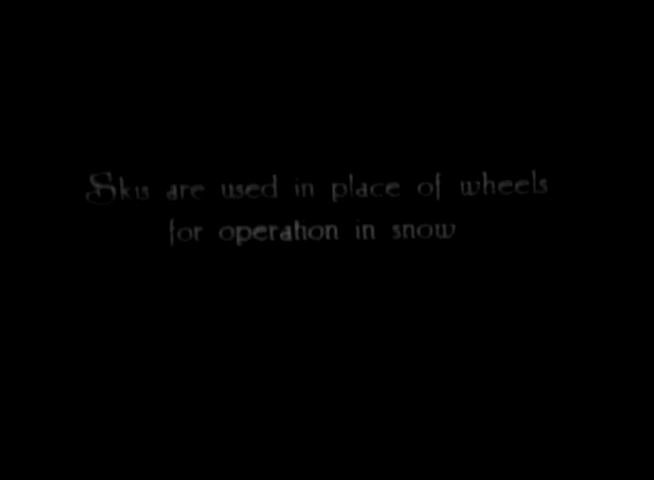 Skis are used in place of wheels
for operation in snow